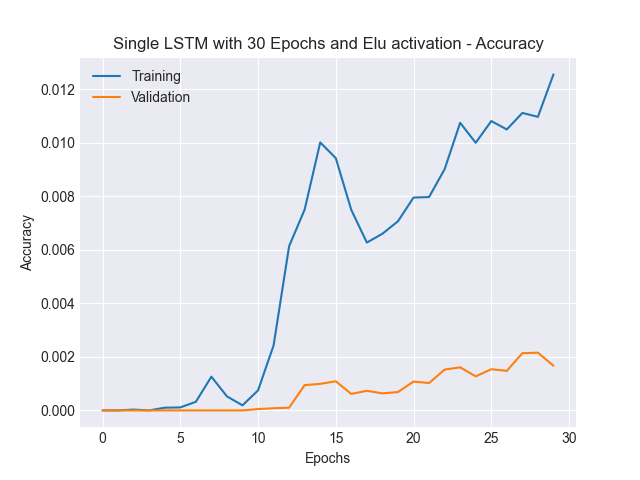 Single LSTM with 30 Epochs and Elu activation - Accuracy
Training
Validation
0.012
0.010
0.008
0.006
0.004
0.002
0.000
Accuracy
0 5 10 15 20 25 30
Epochs